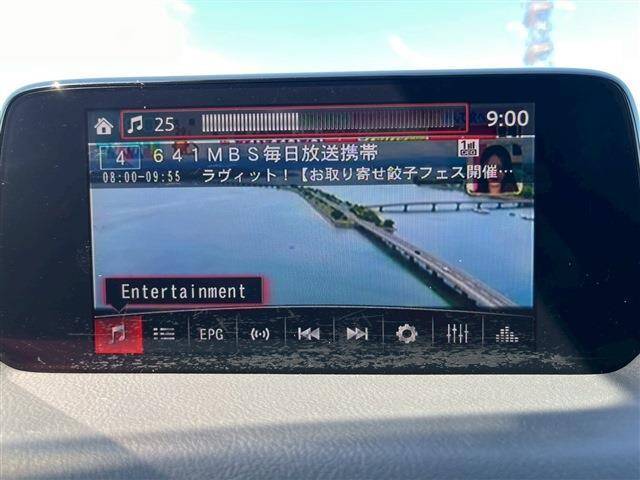 25 9:00
4 641MBS毎日放送携帯 1
08:00-09:55 ラヴィット!【お取り寄せ餃子フェス開催…
Entertainment
EPG